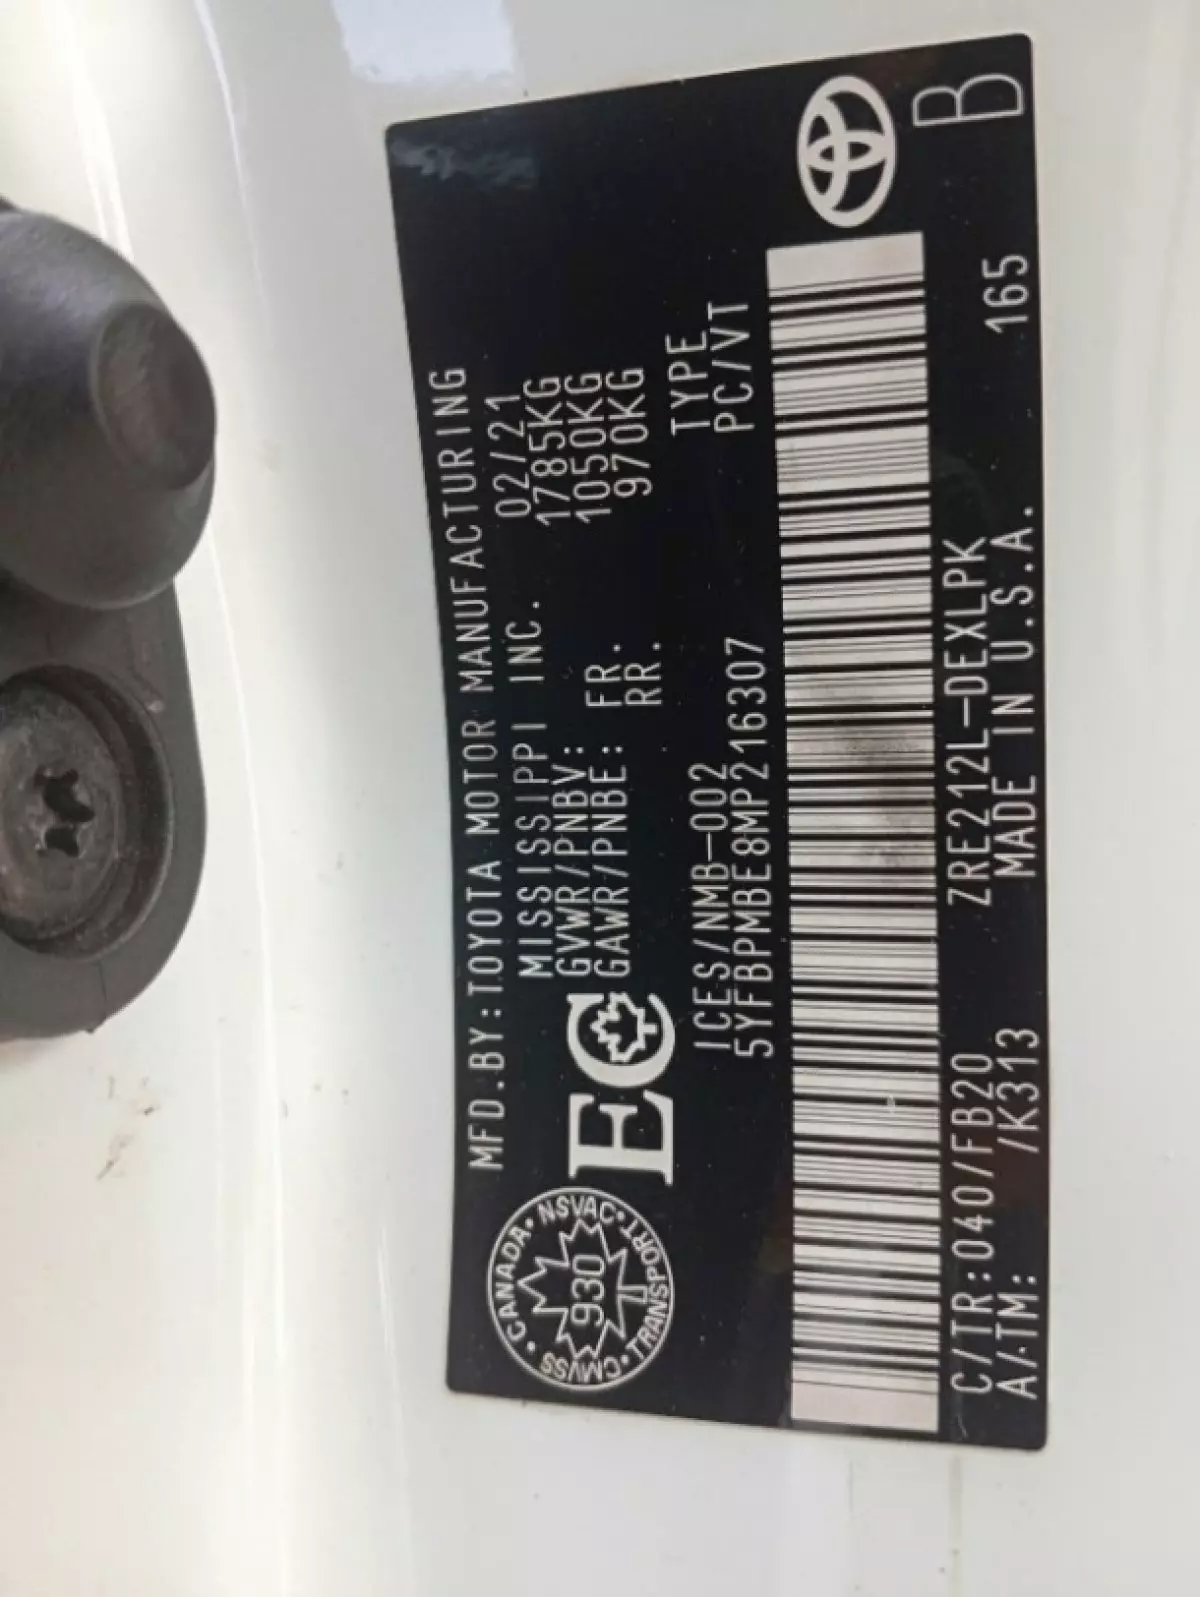 MFD.BY:TOYOTA MOTOR MANUFACTURING
MISSISSIPPI INC. 02/21
GVWR/PNBV: 1785KG
GAWR/PNBE: FR. 1050KG
RR. 970KG
CANADA • NSVAC • TRANSPORT • CMVSS •
930
T
EC
ICES/NMB-002 TYPE
5YFBPMBE8MP216307 PC/VT
C/TR:040/FB20 ZRE212L-DEXLPK
A/TM: /K313 MADE IN U.S.A. 165
B